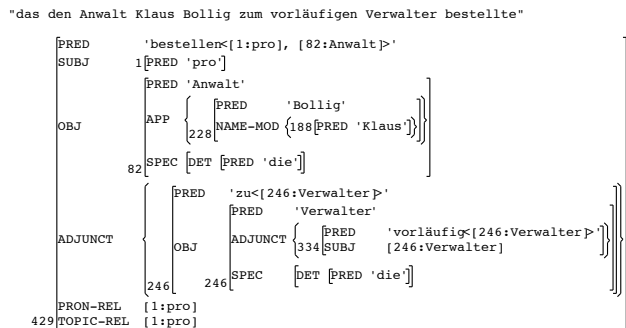 "das den Anwalt Klaus Bollig zum vorläufigen Verwalter bestellte"
PRED 'bestellen<[1:pro], [82:Anwalt]>'
SUBJ 1[PRED 'pro']
PRED 'Anwalt'
PRED 'Bollig'
OBJ APP
228 NAME-MOD {188[PRED 'Klaus']}
82 SPEC [DET [PRED 'die']]
PRED 'zu<[246:Verwalter]>'
PRED 'Verwalter'
PRED 'vorläufig<[246:Verwalter]>'
ADJUNCT OBJ ADJUNCT
334 SUBJ [246:Verwalter]
246 246 SPEC [DET [PRED 'die']]
PRON-REL [1:pro]
429 TOPIC-REL [1:pro]